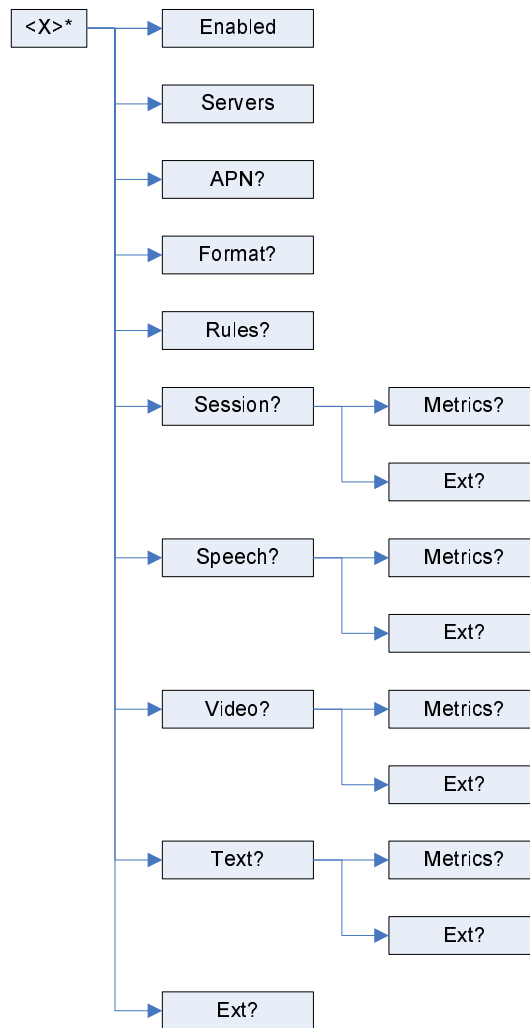 <X>*
Enabled
Servers
APN?
Format?
Rules?
Session?
Metrics?
Ext?
Speech?
Metrics?
Ext?
Video?
Metrics?
Ext?
Text?
Metrics?
Ext?
Ext?